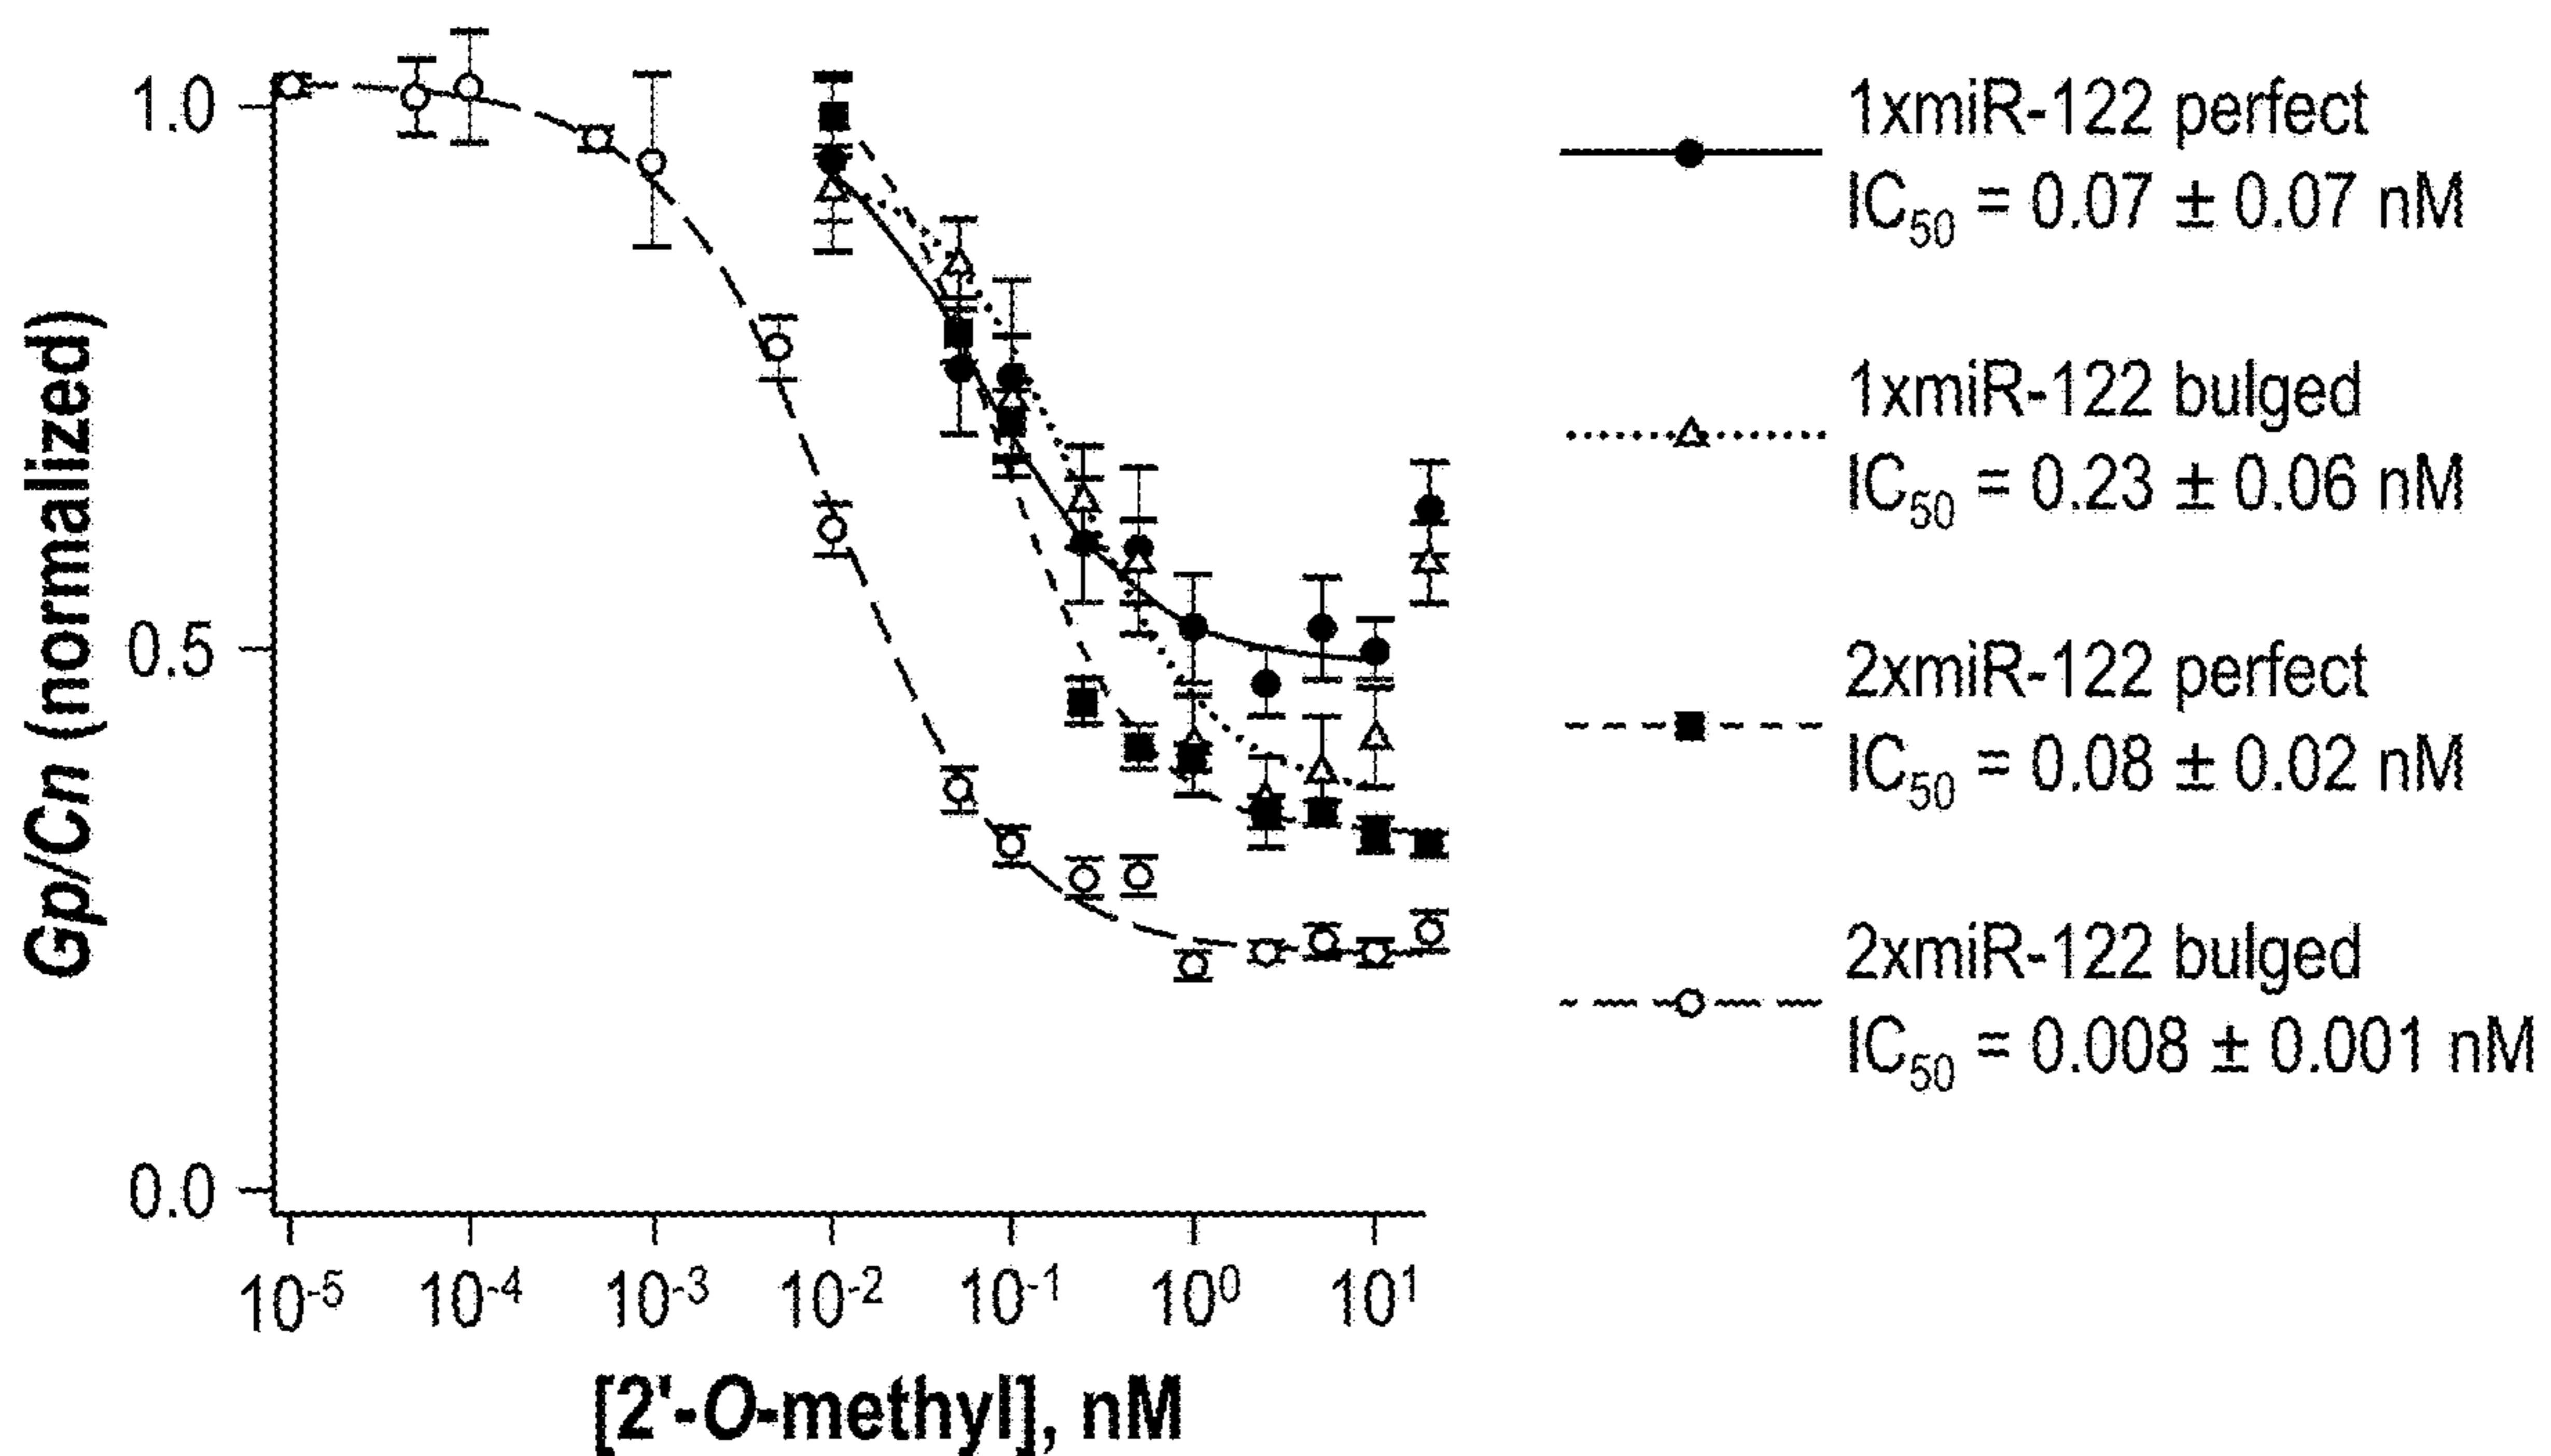 Gp/Cn (normalized)
1.0
0.5
0.0
10⁻⁵ 10⁻⁴ 10⁻³ 10⁻² 10⁻¹ 10⁰ 10¹
[2'-O-methyl], nM
1xmiR-122 perfect
IC₅₀ = 0.07 ± 0.07 nM
1xmiR-122 bulged
IC₅₀ = 0.23 ± 0.06 nM
2xmiR-122 perfect
IC₅₀ = 0.08 ± 0.02 nM
2xmiR-122 bulged
IC₅₀ = 0.008 ± 0.001 nM